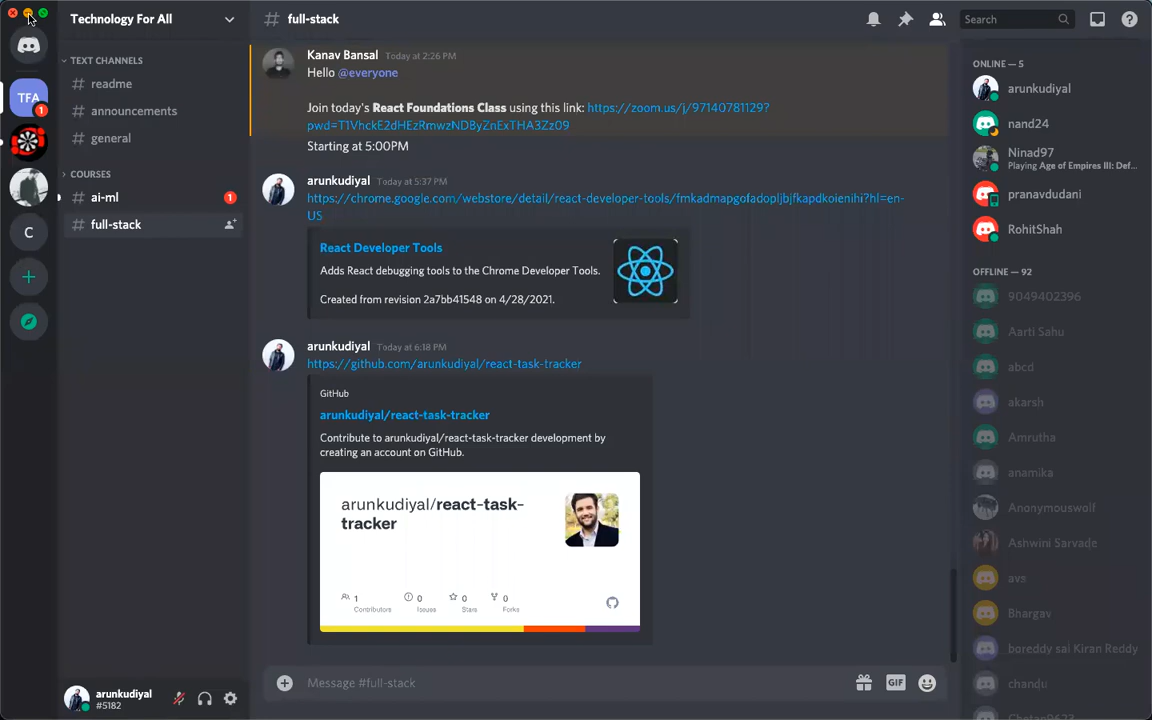 Technology For All
TEXT CHANNELS
readme
announcements
general
COURSES
ai-ml
1
full-stack
TFA
1
C
arunkudiyal
#5182
full-stack
Search
Kanav Bansal Today at 2:26 PM
Hello @everyone
Join today's React Foundations Class using this link: https://zoom.us/j/97140781129?
pwd=T1VhckE2dHEzRmwzNDByZnExTHA3Zz09
Starting at 5:00PM
arunkudiyal Today at 5:37 PM
https://chrome.google.com/webstore/detail/react-developer-tools/fmkadmapgofadopljbjfkapdkoienihi?hl=en-
US
React Developer Tools
Adds React debugging tools to the Chrome Developer Tools.
Created from revision 2a7bb41548 on 4/28/2021.
arunkudiyal Today at 6:18 PM
https://github.com/arunkudiyal/react-task-tracker
GitHub
arunkudiyal/react-task-tracker
Contribute to arunkudiyal/react-task-tracker development by
creating an account on GitHub.
arunkudiyal/react-task-
tracker
1
Contributors
0
Issues
0
Stars
0
Forks
Message #full-stack
GIF
ONLINE — 5
arunkudiyal
nand24
Ninad97
Playing Age of Empires III: Def...
pranavdudani
RohitShah
OFFLINE — 92
9049402396
Aarti Sahu
abcd
akarsh
Amrutha
anamika
Anonymouswolf
Ashwini Sarvade
avs
Bhargav
boreddy sai Kiran Reddy
chandu
Chetan9623